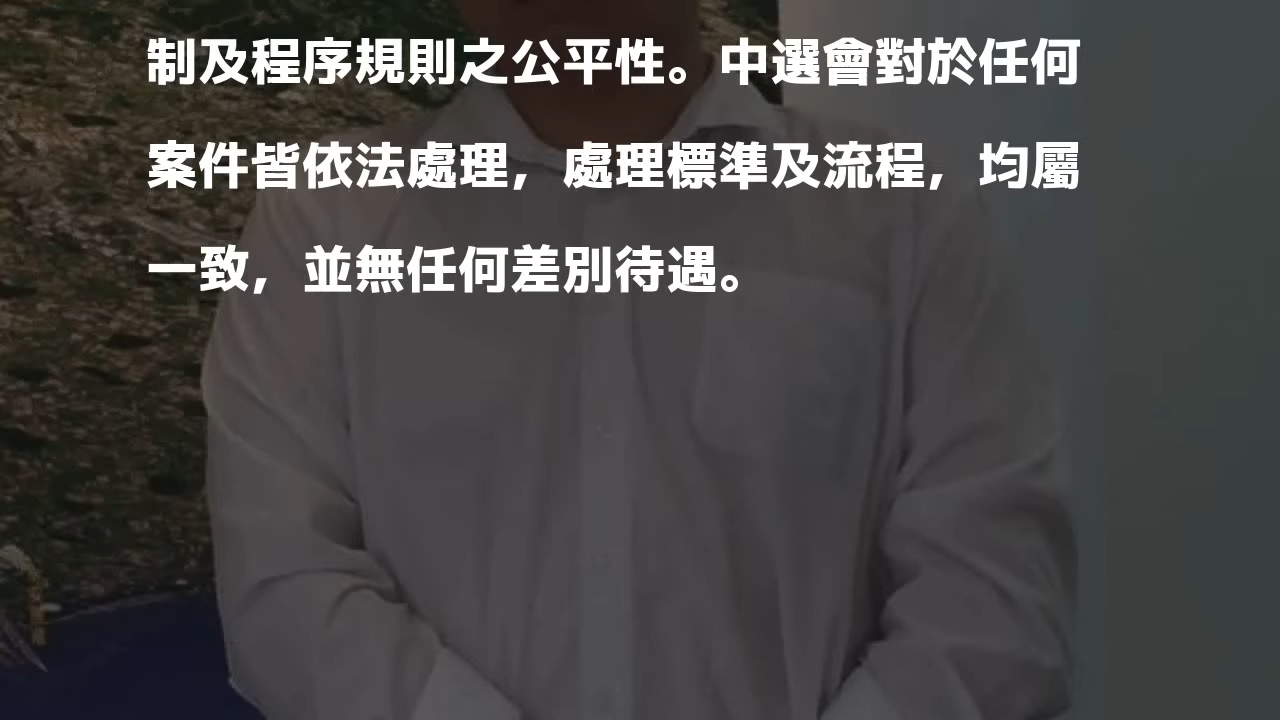 制及程序規則之公平性。中選會對於任何
案件皆依法處理，處理標準及流程，均屬
一致，並無任何差別待遇。